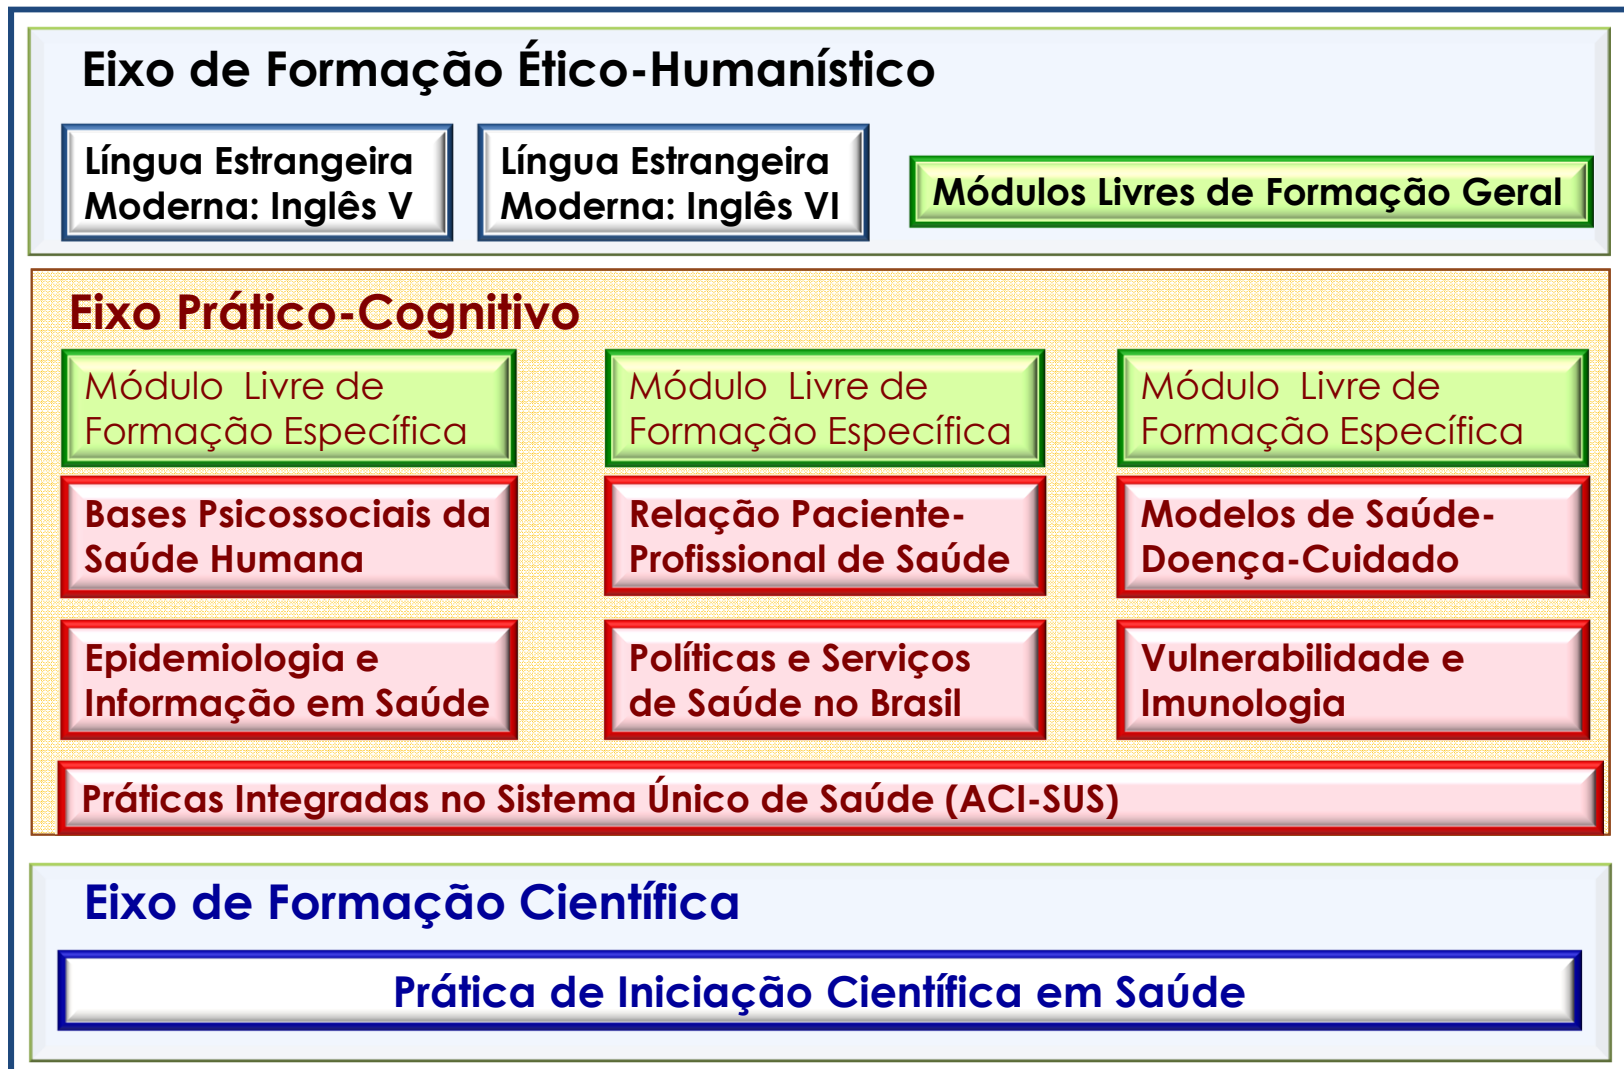 Eixo de Formação Ético-Humanístico
Língua Estrangeira
Moderna: Inglês V
Língua Estrangeira
Moderna: Inglês VI
Módulos Livres de Formação Geral
Eixo Prático-Cognitivo
Módulo Livre de
Formação Específica
Módulo Livre de
Formação Específica
Módulo Livre de
Formação Específica
Bases Psicossociais da
Saúde Humana
Relação Paciente-
Profissional de Saúde
Modelos de Saúde-
Doença-Cuidado
Epidemiologia e
Informação em Saúde
Políticas e Serviços
de Saúde no Brasil
Vulnerabilidade e
Imunologia
Práticas Integradas no Sistema Único de Saúde (ACI-SUS)
Eixo de Formação Científica
Prática de Iniciação Científica em Saúde